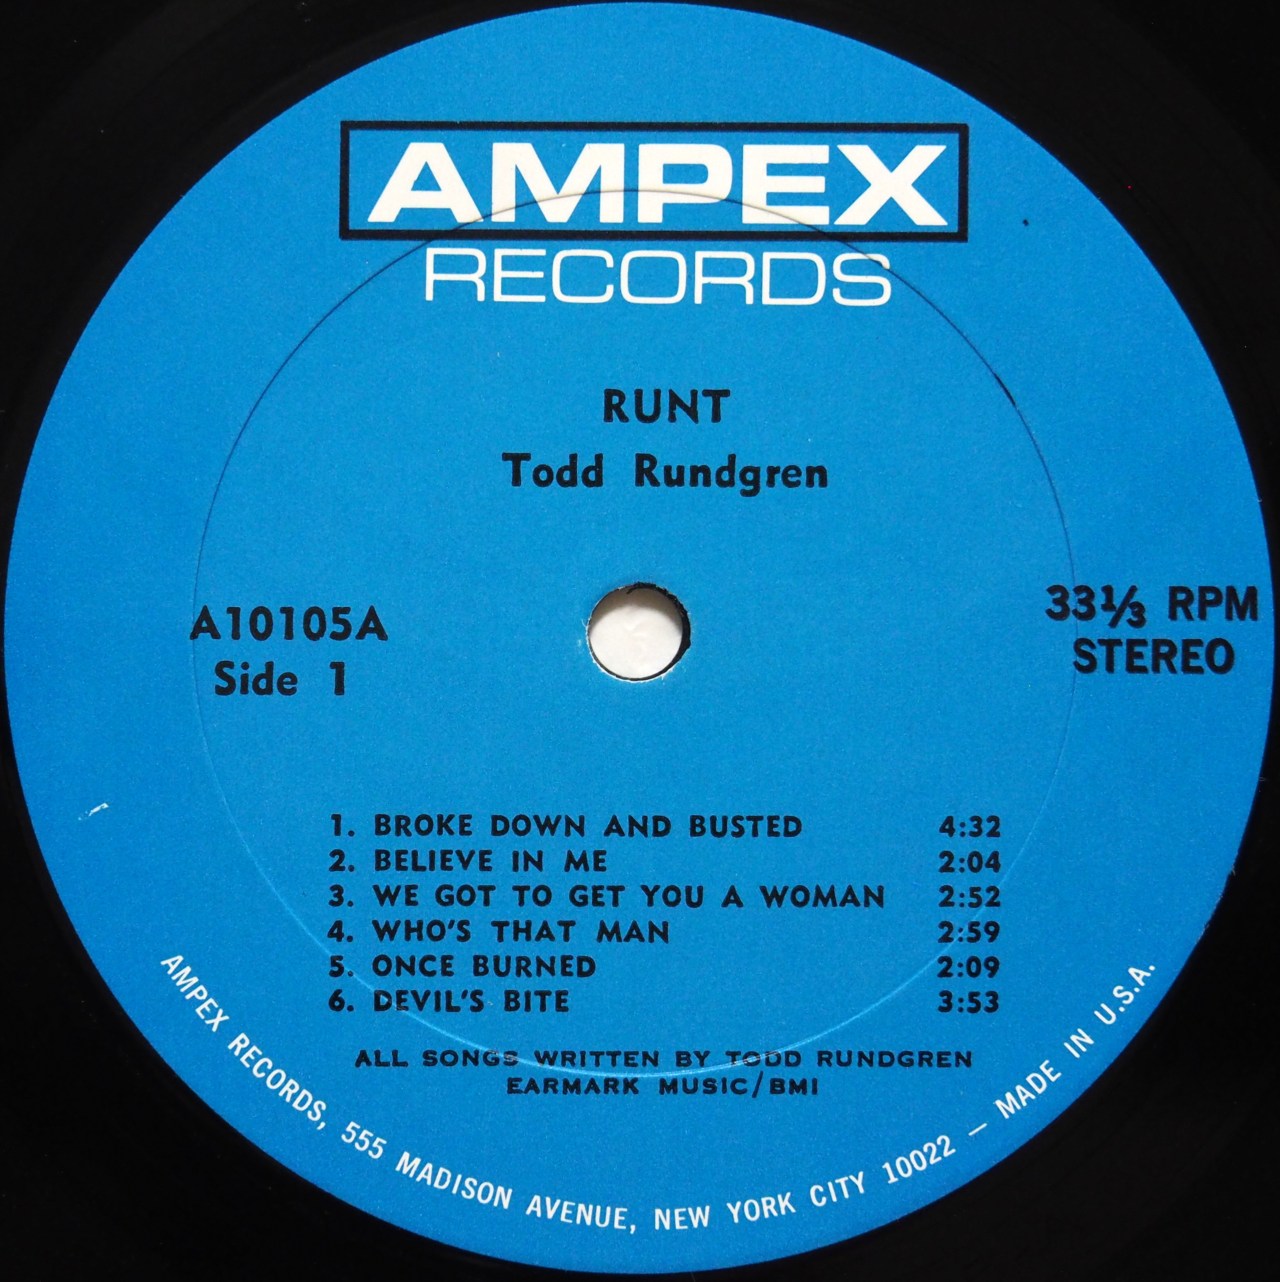 AMPEX
RECORDS
RUNT
Todd Rundgren
A10105A
Side 1
33⅓ RPM
STEREO
1. BROKE DOWN AND BUSTED 4:32
2. BELIEVE IN ME 2:04
3. WE GOT TO GET YOU A WOMAN 2:52
4. WHO'S THAT MAN 2:59
5. ONCE BURNED 2:09
6. DEVIL'S BITE 3:53
ALL SONGS WRITTEN BY TODD RUNDGREN
EARMARK MUSIC/BMI
AMPEX RECORDS, 555 MADISON AVENUE, NEW YORK CITY 10022 — MADE IN U.S.A.